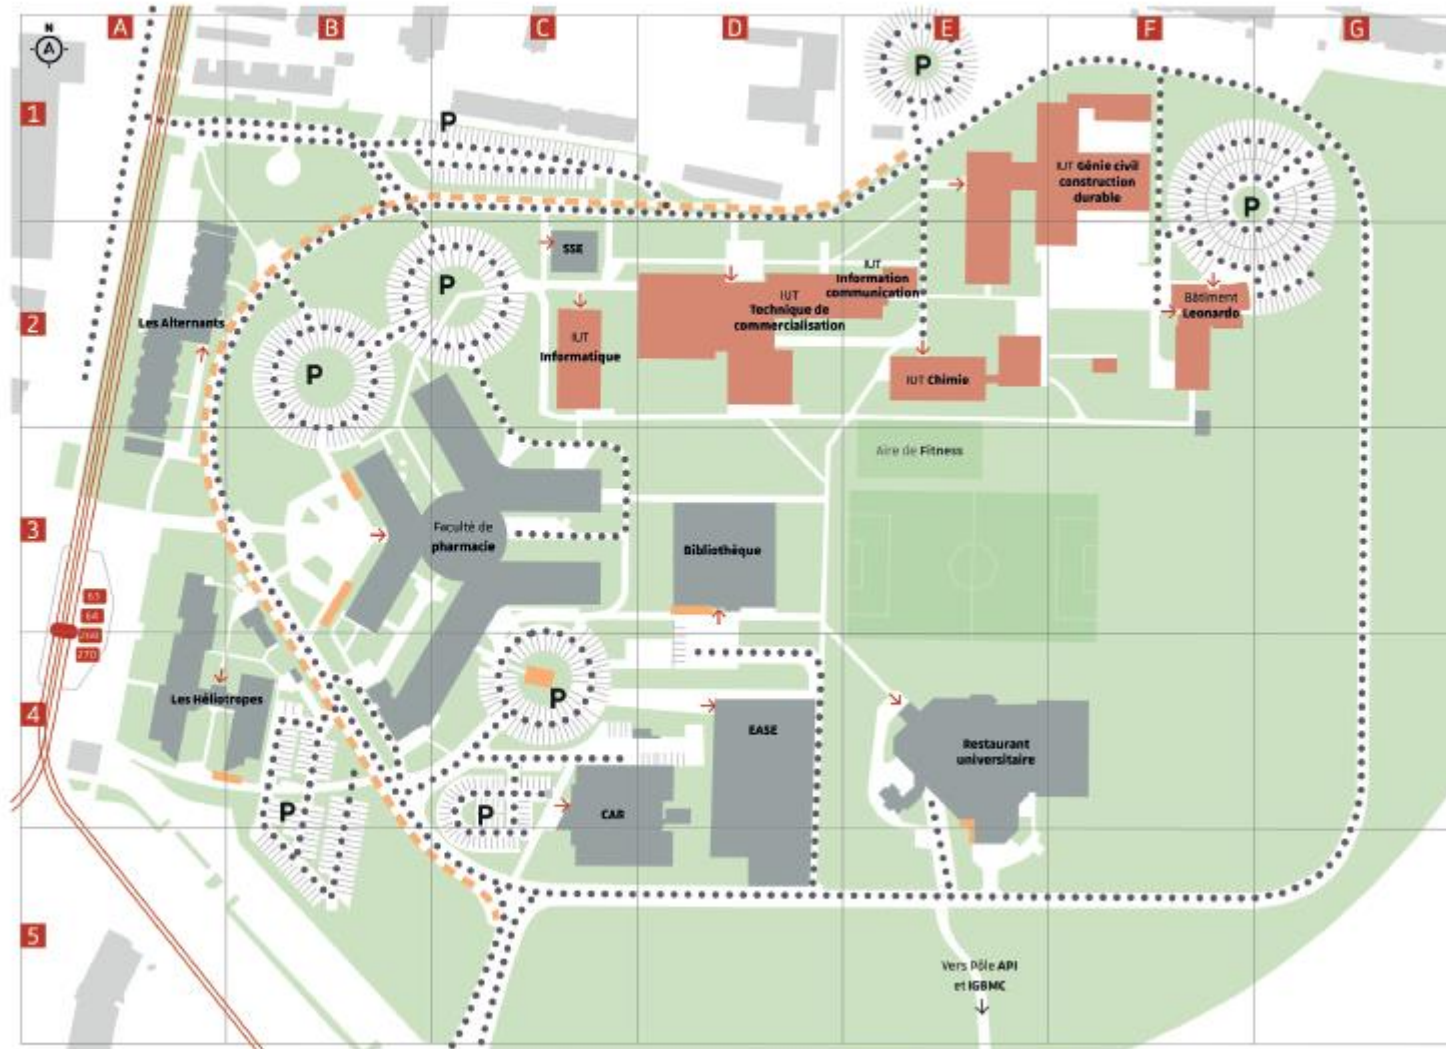 N
A
B
C
D
E
F
G
1
2
3
4
5
P
P
P
P
P
P
P
P
P
SSE
IUT Génie civil
construction
durable
IUT
Information
communication
IUT
Technique de
commercialisation
Bâtiment
Leonardo
Les Alternants
IUT
Informatique
IUT Chimie
Aire de Fitness
Faculté de
pharmacie
Bibliothèque
63
64
270
Les Héliotropes
EASE
Restaurant
universitaire
CAR
Vers Pôle API
et IGBMC